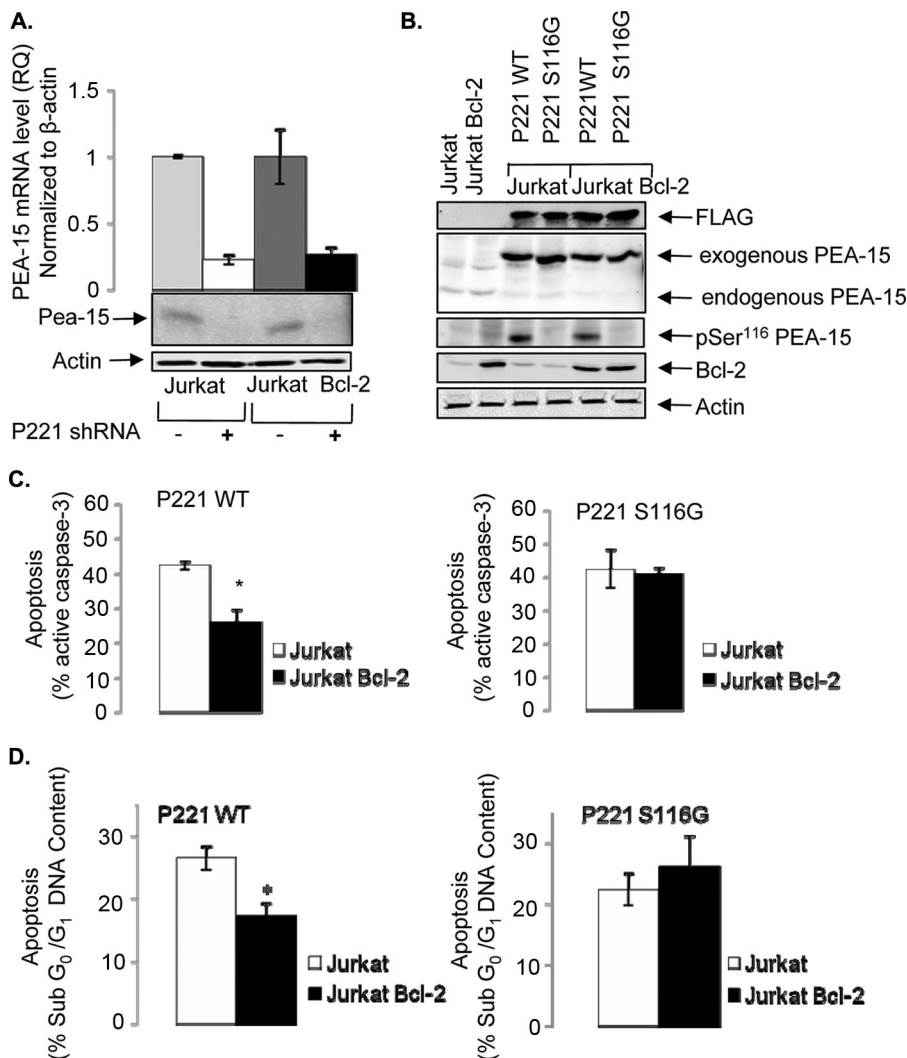 A.
PEA-15 mRNA level (RQ)
Normalized to β-actin
1.5
1
0.5
0
Pea-15
Actin
Jurkat
Jurkat Bcl-2
P221 shRNA
- + - +
B.
Jurkat
Jurkat Bcl-2
P221 WT
P221 S116G
P221WT
P221 S116G
Jurkat
Jurkat Bcl-2
FLAG
exogenous PEA-15
endogenous PEA-15
pSer116 PEA-15
Bcl-2
Actin
C.
P221 WT
Apoptosis
(% active caspase-3)
60
50
40
30
20
10
0
*
Jurkat
Jurkat Bcl-2
P221 S116G
Apoptosis
(% active caspase-3)
60
50
40
30
20
10
0
Jurkat
Jurkat Bcl-2
D.
P221 WT
Apoptosis
(% Sub G0/G1 DNA Content)
30
20
10
0
*
Jurkat
Jurkat Bcl-2
P221 S116G
Apoptosis
(% Sub G0/G1 DNA Content)
30
20
10
0
Jurkat
Jurkat Bcl-2